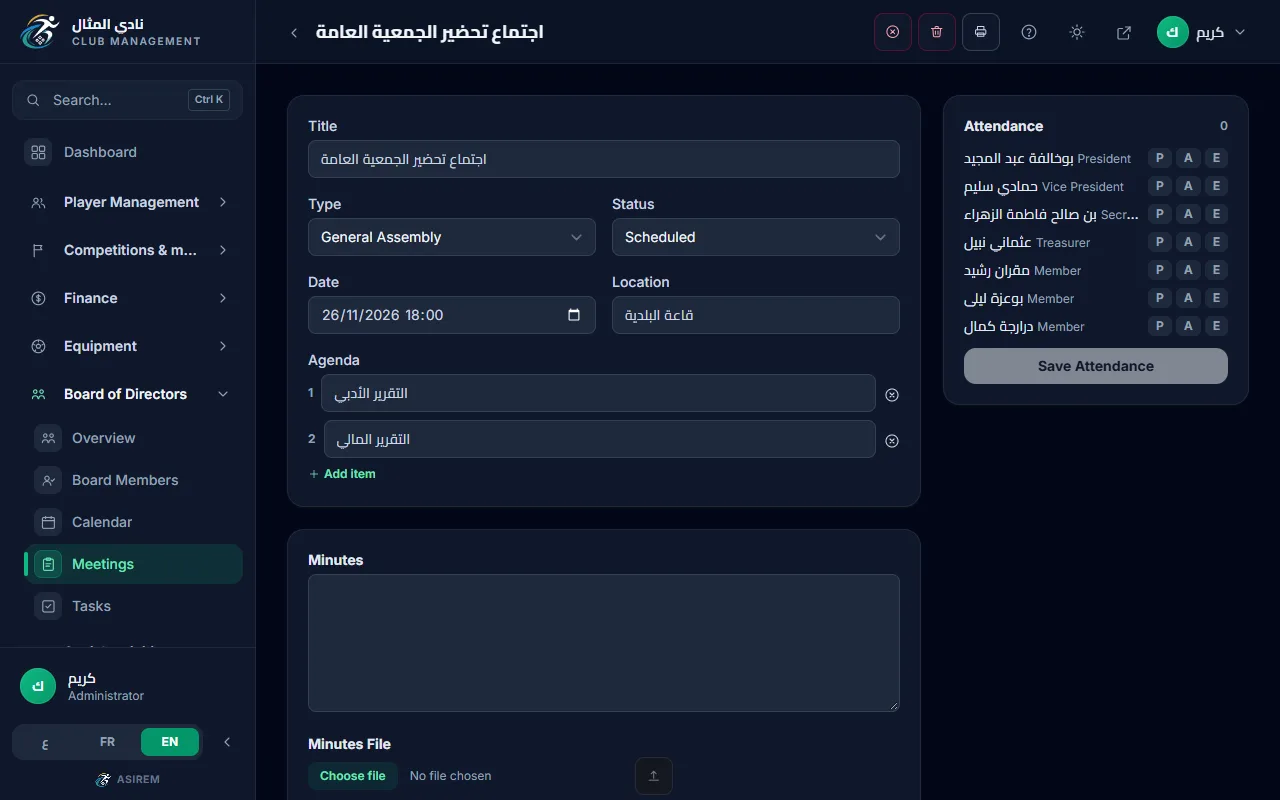 نادي المثال
CLUB MANAGEMENT
Search...
Ctrl K
Dashboard
Player Management
Competitions & m...
Finance
Equipment
Board of Directors
Overview
Board Members
Calendar
Meetings
Tasks
ك
كريم
Administrator
ع
FR
EN
ASIREM
اجتماع تحضير الجمعية العامة
ك
كريم
Title
اجتماع تحضير الجمعية العامة
Type
Status
General Assembly
Scheduled
Date
Location
26/11/2026 18:00
قاعة البلدية
Agenda
1 التقرير الأدبي
2 التقرير المالي
+ Add item
Minutes
Minutes File
Choose file No file chosen
Attendance 0
بوخالفة عبد المجيد President P A E
حمادي سليم Vice President P A E
بن صالح فاطمة الزهراء Secr... P A E
عثماني نبيل Treasurer P A E
مقران رشيد Member P A E
بوعزة ليلى Member P A E
درارجة كمال Member P A E
Save Attendance